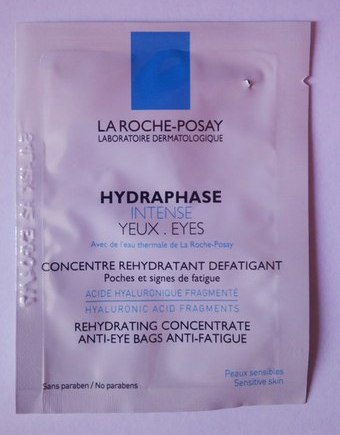 LA ROCHE-POSAY
LABORATOIRE DERMATOLOGIQUE
HYDRAPHASE
INTENSE
YEUX . EYES
Avec de l'eau thermale de La Roche-Posay
CONCENTRE REHYDRATANT DEFATIGANT
Poches et signes de fatigue
ACIDE HYALURONIQUE FRAGMENTÉ
HYALURONIC ACID FRAGMENTS
REHYDRATING CONCENTRATE
ANTI-EYE BAGS ANTI-FATIGUE
Peaux sensibles
Sensitive skin
Sans paraben / No parabens